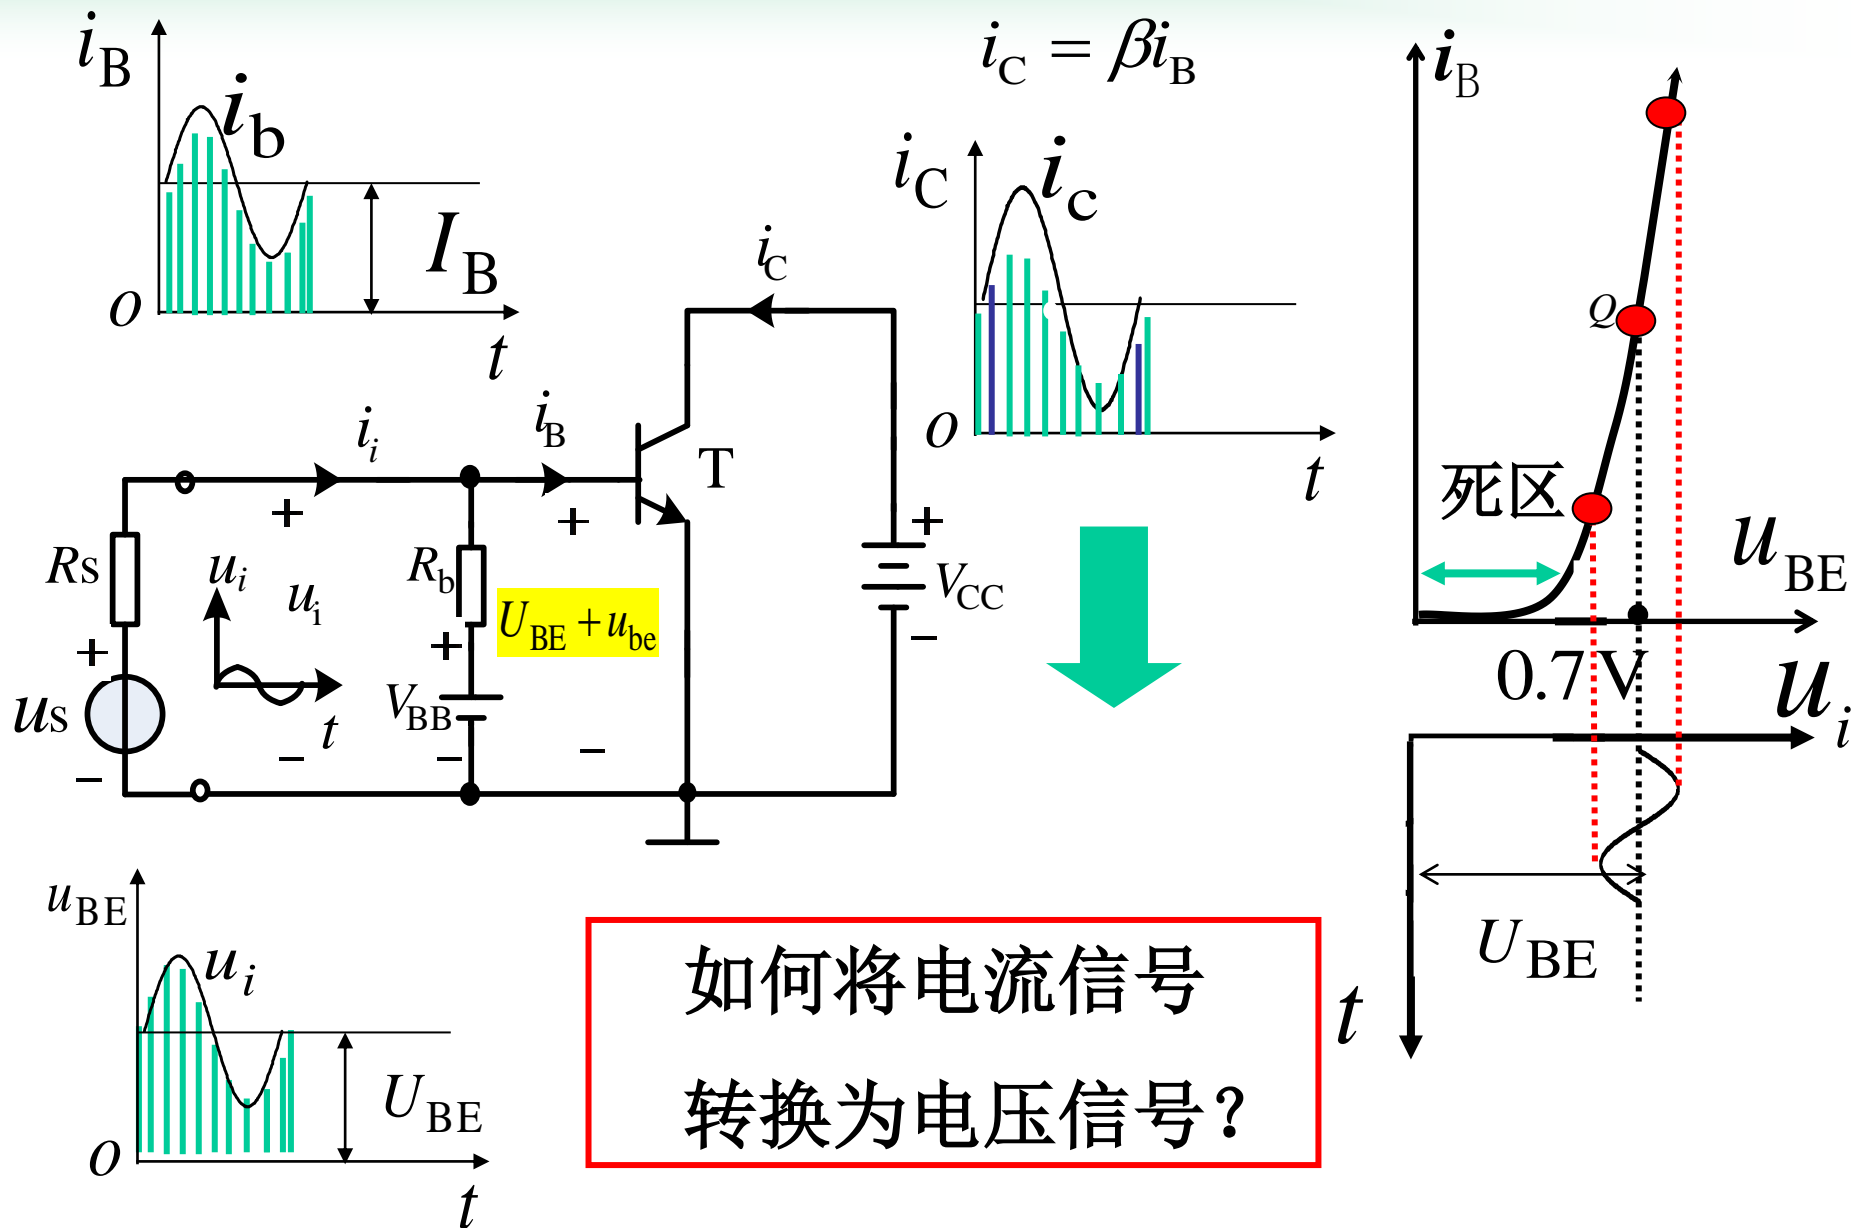 iB
ib
IB
O
t
iC = βiB
iC
ic
O
t
iB
Q
死区
uBE
0.7V
ui
UBE
t
iC
ii
iB
T
+
+
+
RS
ui
ui
Rb
UBE + ube
VCC
+
+
−
uS
VBB
t
−
−
−
−
uBE
ui
UBE
O
t
如何将电流信号
转换为电压信号？